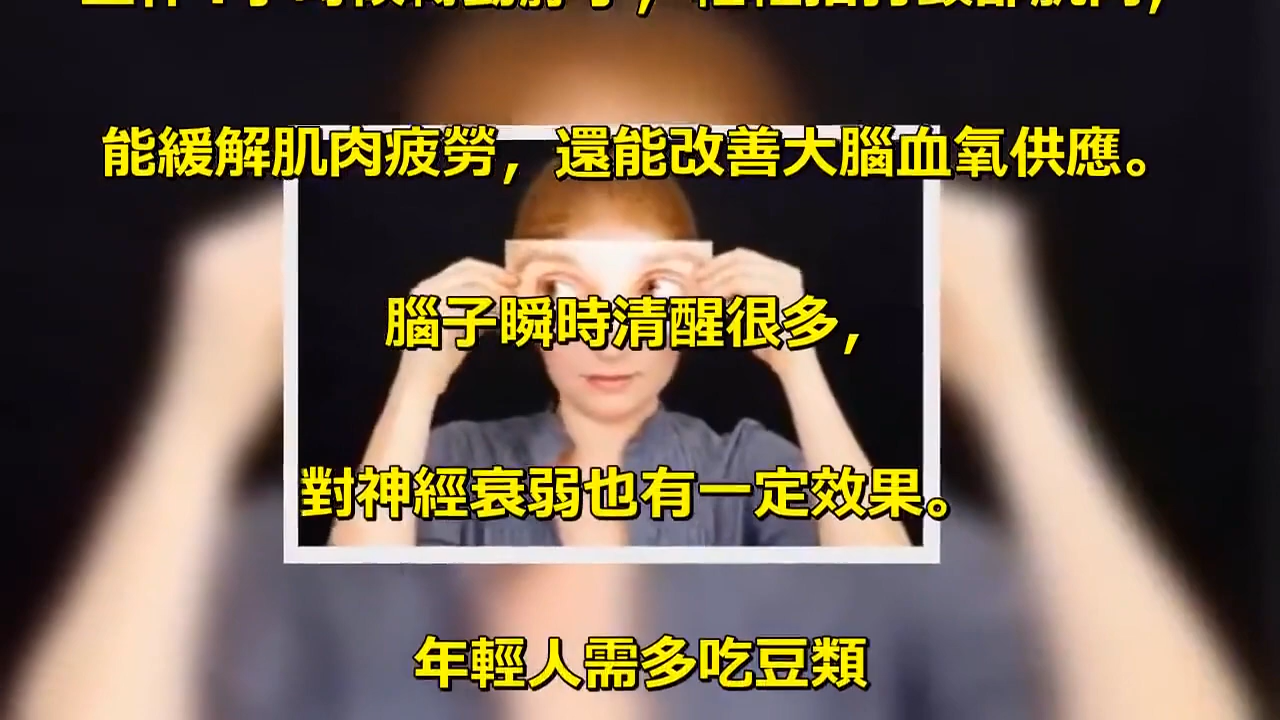 能緩解肌肉疲勞，還能改善大腦血氧供應。
腦子瞬時清醒很多，
對神經衰弱也有一定效果。
年輕人需多吃豆類